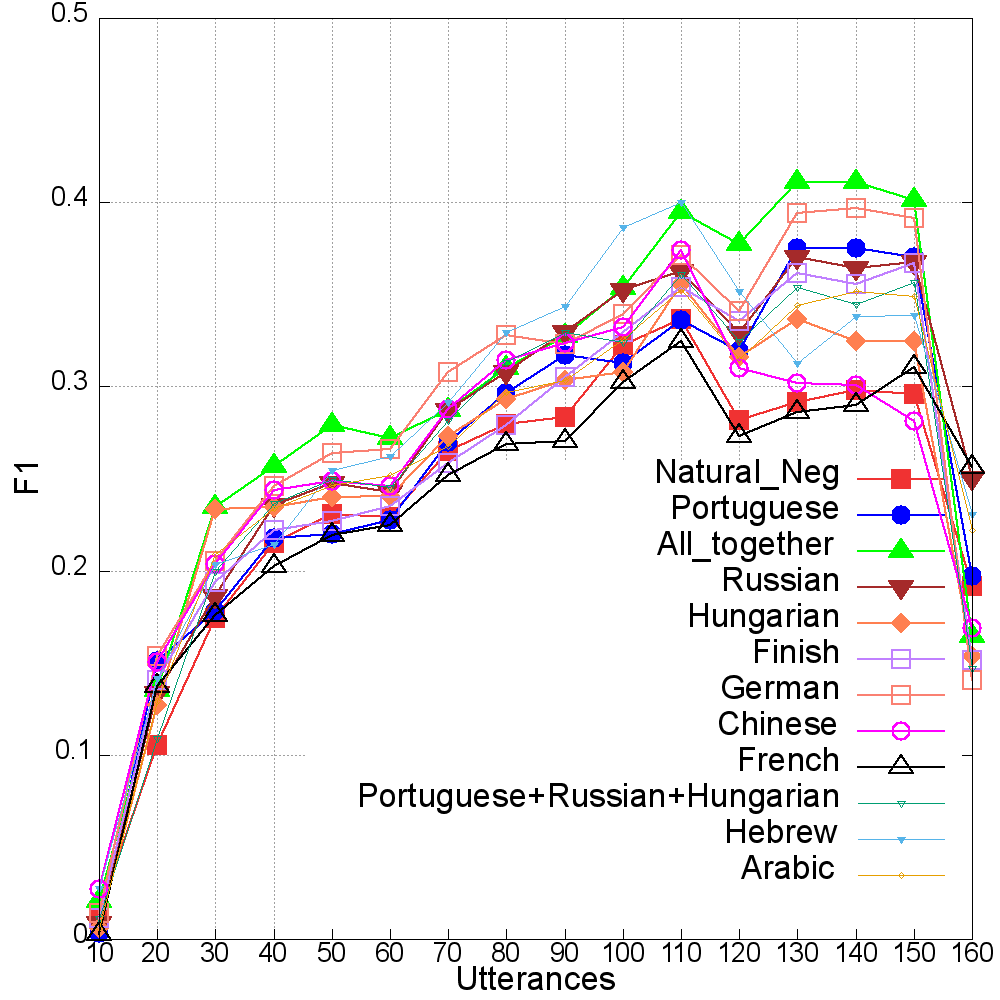 0.5
0.4
0.3
0.2
0.1
0
F1
Natural_Neg
Portuguese
All_together
Russian
Hungarian
Finish
German
Chinese
French
Portuguese+Russian+Hungarian
Hebrew
Arabic
10 20 30 40 50 60 70 80 90 100 110 120 130 140 150 160
Utterances